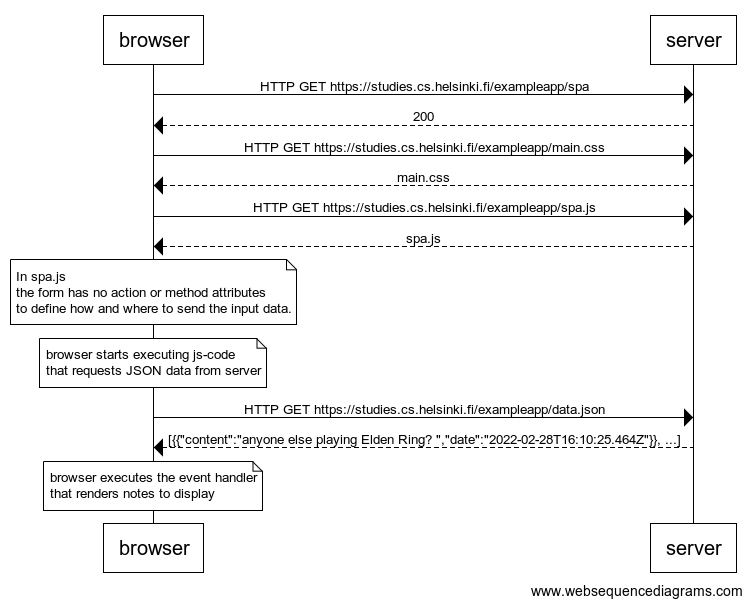 browser server
HTTP GET https://studies.cs.helsinki.fi/exampleapp/spa
200
HTTP GET https://studies.cs.helsinki.fi/exampleapp/main.css
main.css
HTTP GET https://studies.cs.helsinki.fi/exampleapp/spa.js
spa.js
In spa.js
the form has no action or method attributes
to define how and where to send the input data.
browser starts executing js-code
that requests JSON data from server
HTTP GET https://studies.cs.helsinki.fi/exampleapp/data.json
[{{"content":"anyone else playing Elden Ring? ","date":"2022-02-28T16:10:25.464Z"}}, ...]
browser executes the event handler
that renders notes to display
browser server
www.websequencediagrams.com